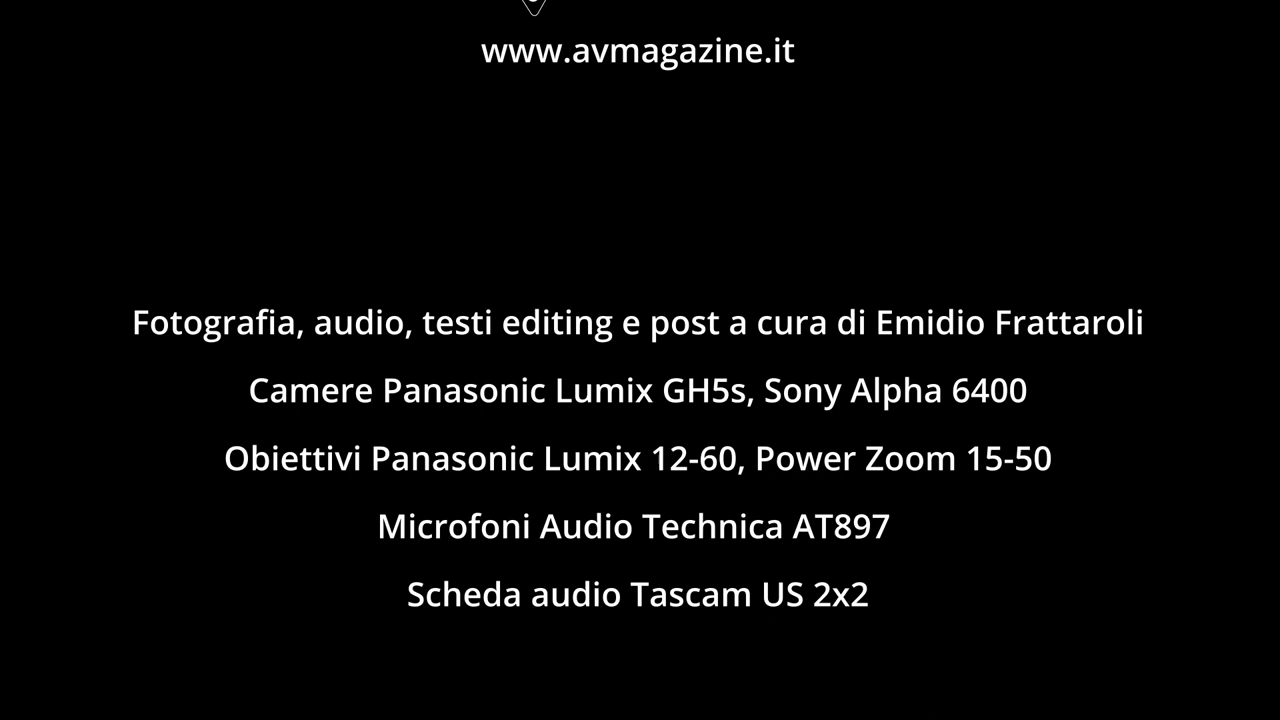 www.avmagazine.it
Fotografia, audio, testi editing e post a cura di Emidio Frattaroli
Camere Panasonic Lumix GH5s, Sony Alpha 6400
Obiettivi Panasonic Lumix 12-60, Power Zoom 15-50
Microfoni Audio Technica AT897
Scheda audio Tascam US 2x2